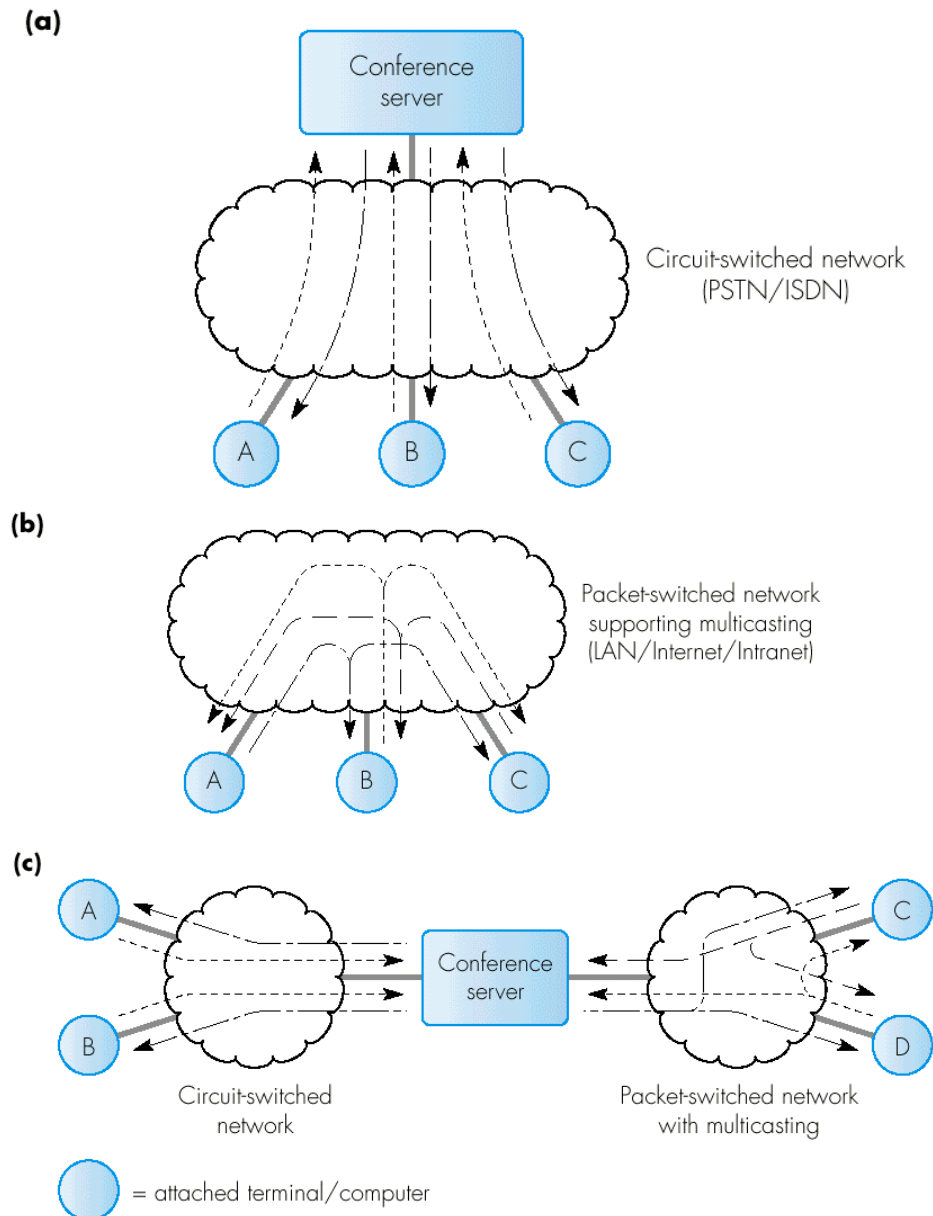 (a)
Conference
server
Circuit-switched network
(PSTN/ISDN)
A
B
C
(b)
Packet-switched network
supporting multicasting
(LAN/Internet/Intranet)
A
B
C
(c)
A
C
Conference
server
B
D
Circuit-switched
network
Packet-switched network
with multicasting
= attached terminal/computer